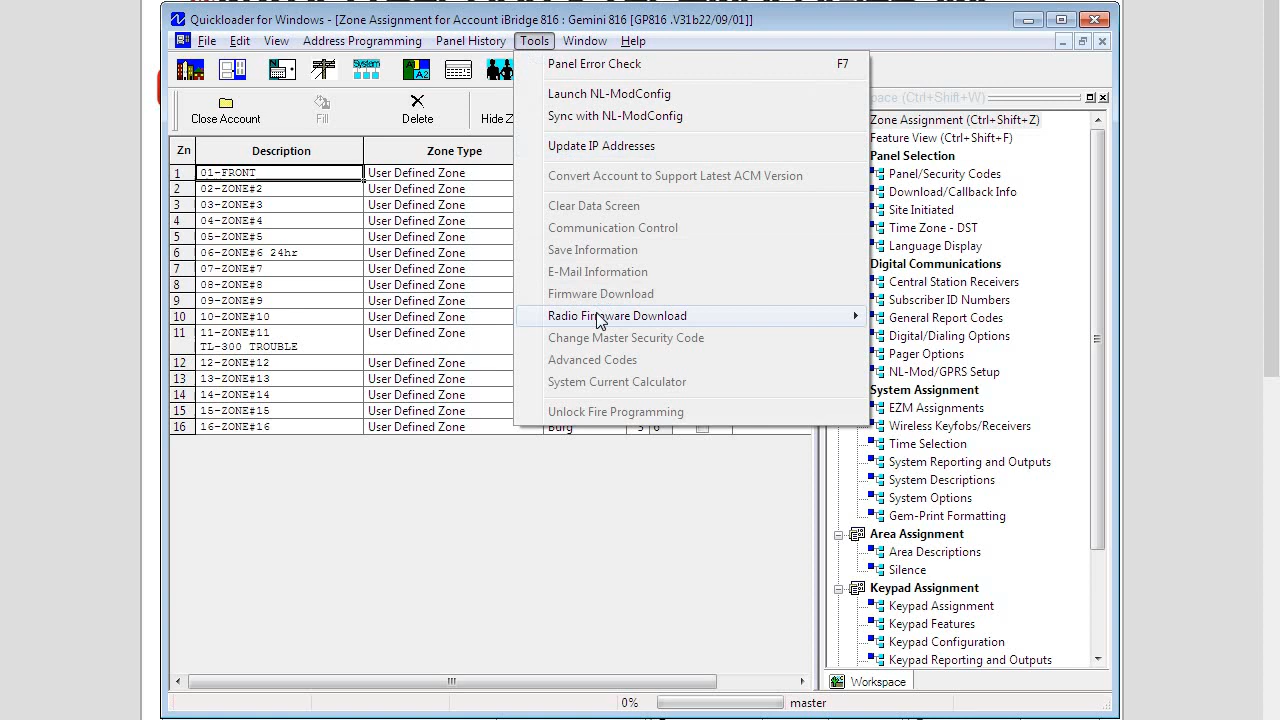 Quickloader for Windows - [Zone Assignment for Account iBridge 816 : Gemini 816 [GP816 .V31b22/09/01]]
File Edit View Address Programming Panel History Tools Window Help
System
A1 A2
Close Account Fill Delete Hide Z
Zn Description Zone Type
1 01-FRONT User Defined Zone
2 02-ZONE#2 User Defined Zone
3 03-ZONE#3 User Defined Zone
4 04-ZONE#4 User Defined Zone
5 05-ZONE#5 User Defined Zone
6 06-ZONE#6 24hr User Defined Zone
7 07-ZONE#7 User Defined Zone
8 08-ZONE#8 User Defined Zone
9 09-ZONE#9 User Defined Zone
10 10-ZONE#10 User Defined Zone
11 11-ZONE#11 User Defined Zone
TL-300 TROUBLE
12 12-ZONE#12 User Defined Zone
13 13-ZONE#13 User Defined Zone
14 14-ZONE#14 User Defined Zone
15 15-ZONE#15 User Defined Zone
16 16-ZONE#16 User Defined Zone Burg
Panel Error Check F7
Launch NL-ModConfig
Sync with NL-ModConfig
Update IP Addresses
Convert Account to Support Latest ACM Version
Clear Data Screen
Communication Control
Save Information
E-Mail Information
Firmware Download
Radio Firmware Download
Change Master Security Code
Advanced Codes
System Current Calculator
Unlock Fire Programming
pace (Ctrl+Shift+W)
Zone Assignment (Ctrl+Shift+Z)
Feature View (Ctrl+Shift+F)
Panel Selection
Panel/Security Codes
Download/Callback Info
Site Initiated
Time Zone - DST
Language Display
Digital Communications
Central Station Receivers
Subscriber ID Numbers
General Report Codes
Digital/Dialing Options
Pager Options
NL-Mod/GPRS Setup
System Assignment
EZM Assignments
Wireless Keyfobs/Receivers
Time Selection
System Reporting and Outputs
System Descriptions
System Options
Gem-Print Formatting
Area Assignment
Area Descriptions
Silence
Keypad Assignment
Keypad Assignment
Keypad Features
Keypad Configuration
Keypad Reporting and Outputs
Workspace
0% master